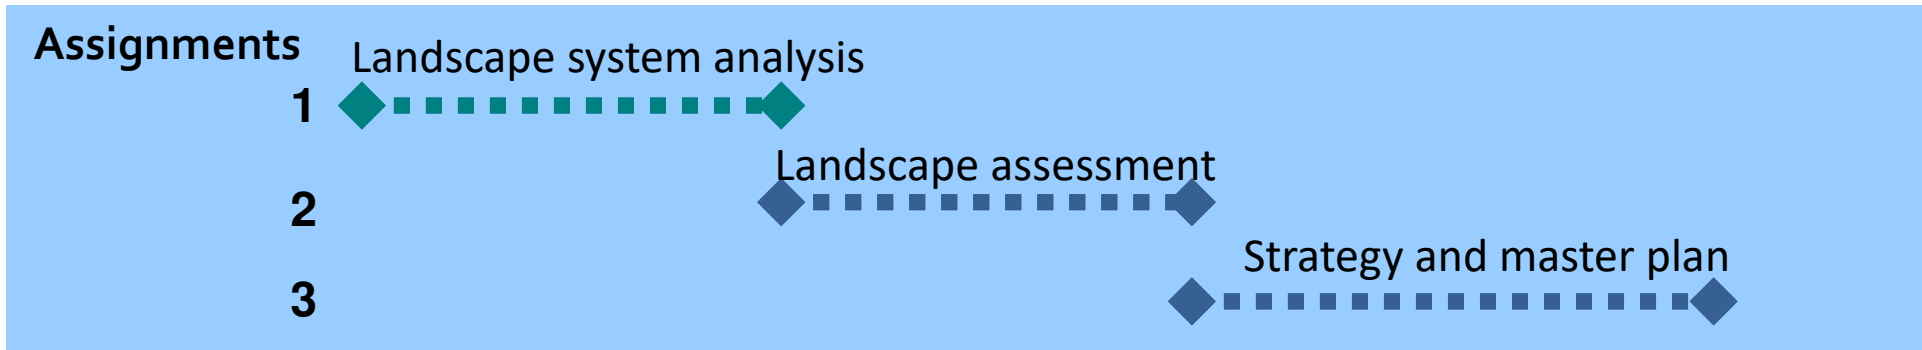 Assignments
Landscape system analysis
1
Landscape assessment
2
Strategy and master plan
3